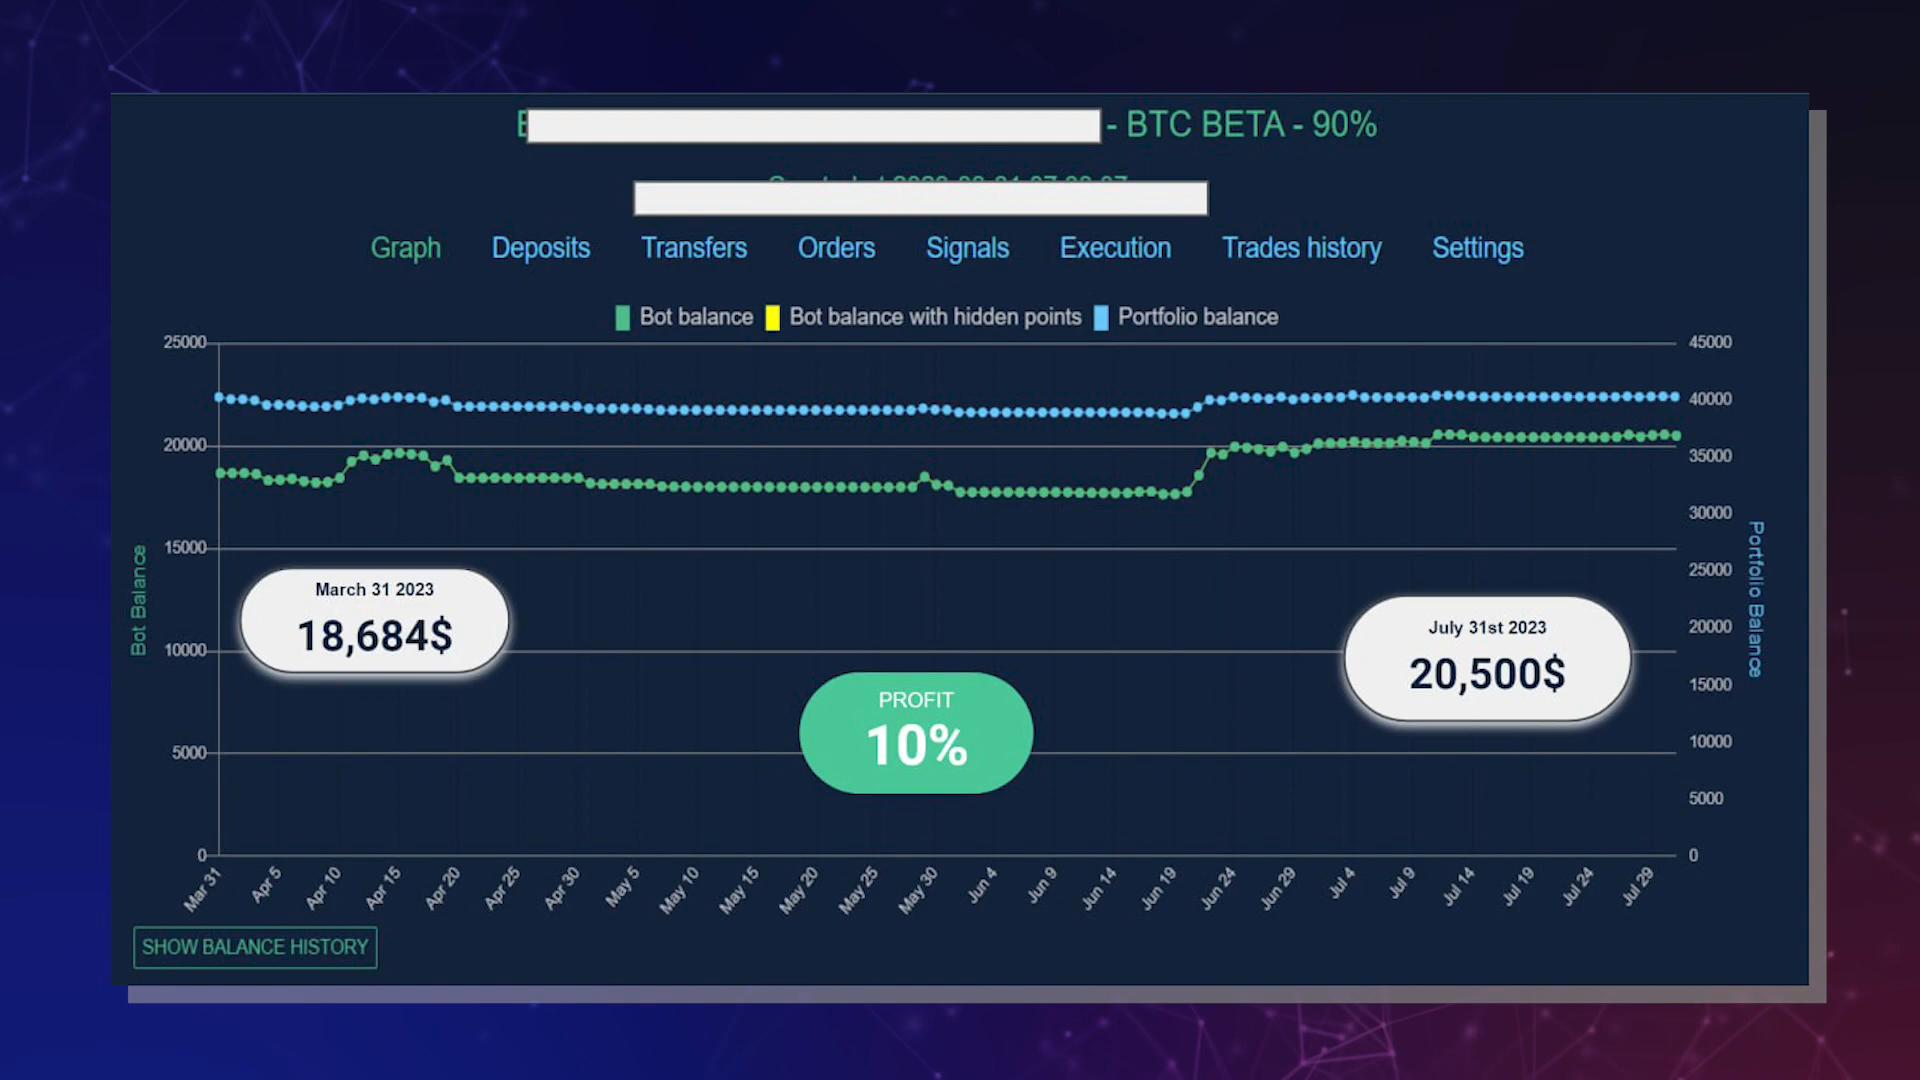 - BTC BETA - 90%
Graph Deposits Transfers Orders Signals Execution Trades history Settings
Bot balance Bot balance with hidden points Portfolio balance
25000
20000
15000
10000
5000
0
Bot Balance
45000
40000
35000
30000
25000
20000
15000
10000
5000
0
Portfolio Balance
March 31 2023
18,684$
PROFIT
10%
July 31st 2023
20,500$
Mar 31 Apr 5 Apr 10 Apr 15 Apr 20 Apr 25 Apr 30 May 5 May 10 May 15 May 20 May 25 May 30 Jun 4 Jun 9 Jun 14 Jun 19 Jun 24 Jun 29 Jul 4 Jul 9 Jul 14 Jul 19 Jul 24 Jul 29
SHOW BALANCE HISTORY